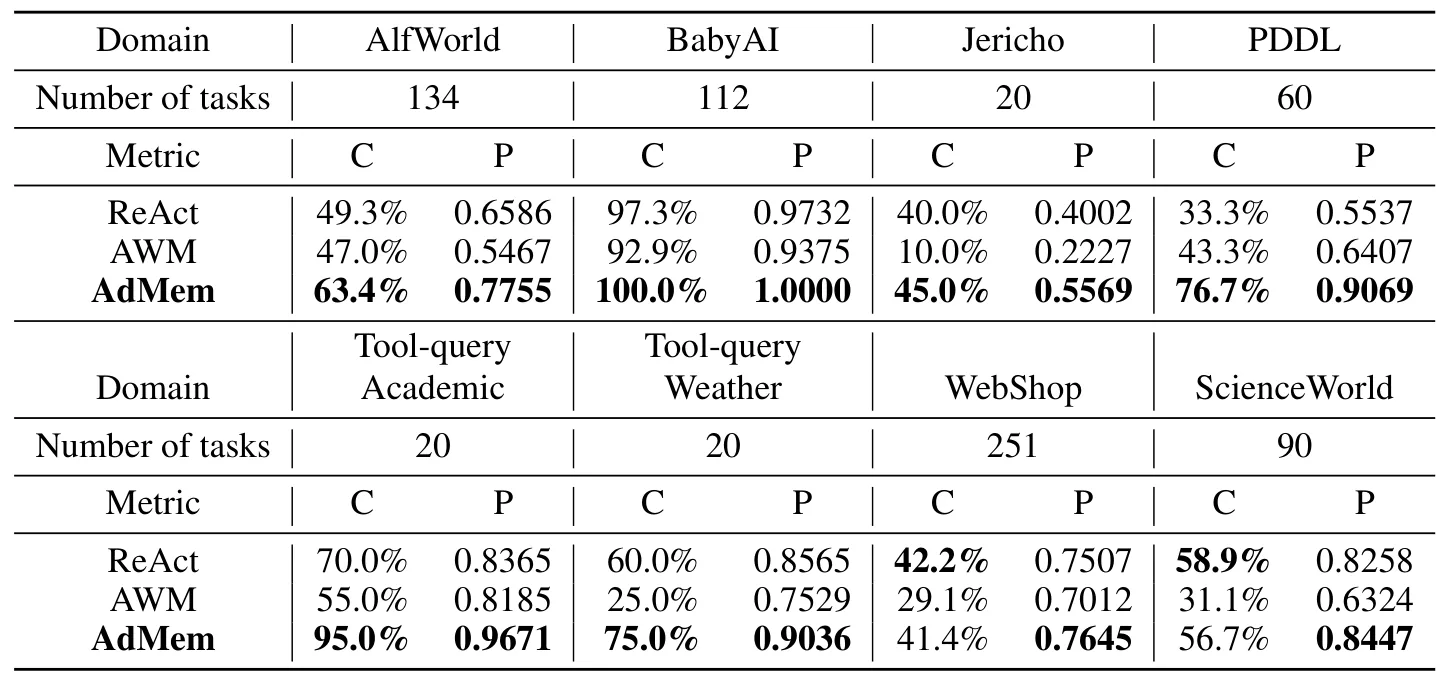 Domain AlfWorld BabyAI Jericho PDDL
Number of tasks 134 112 20 60
Metric C P C P C P C P
ReAct 49.3% 0.6586 97.3% 0.9732 40.0% 0.4002 33.3% 0.5537
AWM 47.0% 0.5467 92.9% 0.9375 10.0% 0.2227 43.3% 0.6407
AdMem 63.4% 0.7755 100.0% 1.0000 45.0% 0.5569 76.7% 0.9069
Tool-query Tool-query
Domain Academic Weather WebShop ScienceWorld
Number of tasks 20 20 251 90
Metric C P C P C P C P
ReAct 70.0% 0.8365 60.0% 0.8565 42.2% 0.7507 58.9% 0.8258
AWM 55.0% 0.8185 25.0% 0.7529 29.1% 0.7012 31.1% 0.6324
AdMem 95.0% 0.9671 75.0% 0.9036 41.4% 0.7645 56.7% 0.8447